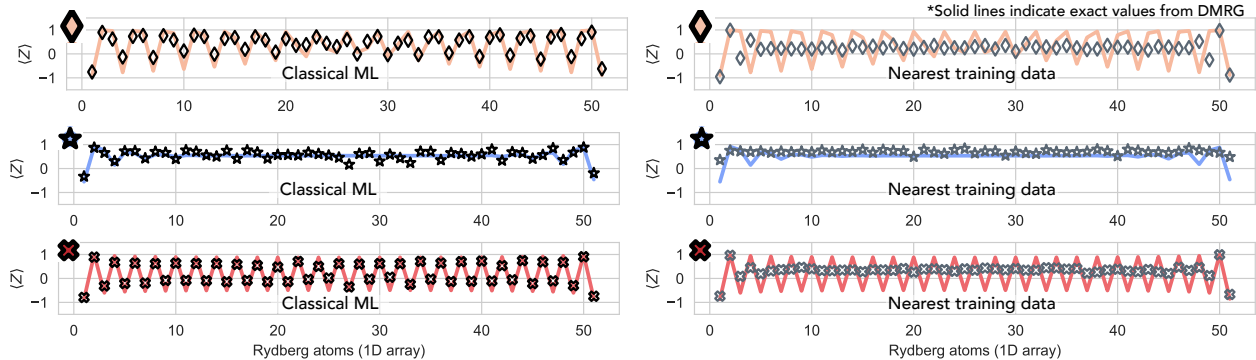 *Solid lines indicate exact values from DMRG
⟨Z⟩
1
0
−1
Classical ML
0 10 20 30 40 50
⟨Z⟩
1
0
−1
Nearest training data
0 10 20 30 40 50
⟨Z⟩
1
0
−1
Classical ML
0 10 20 30 40 50
⟨Z⟩
1
0
−1
Nearest training data
0 10 20 30 40 50
⟨Z⟩
1
0
−1
Classical ML
0 10 20 30 40 50
Rydberg atoms (1D array)
⟨Z⟩
1
0
−1
Nearest training data
0 10 20 30 40 50
Rydberg atoms (1D array)